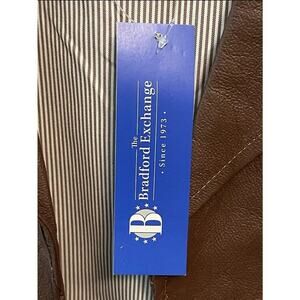 The
Bradford Exchange
• Since 1973 •
B